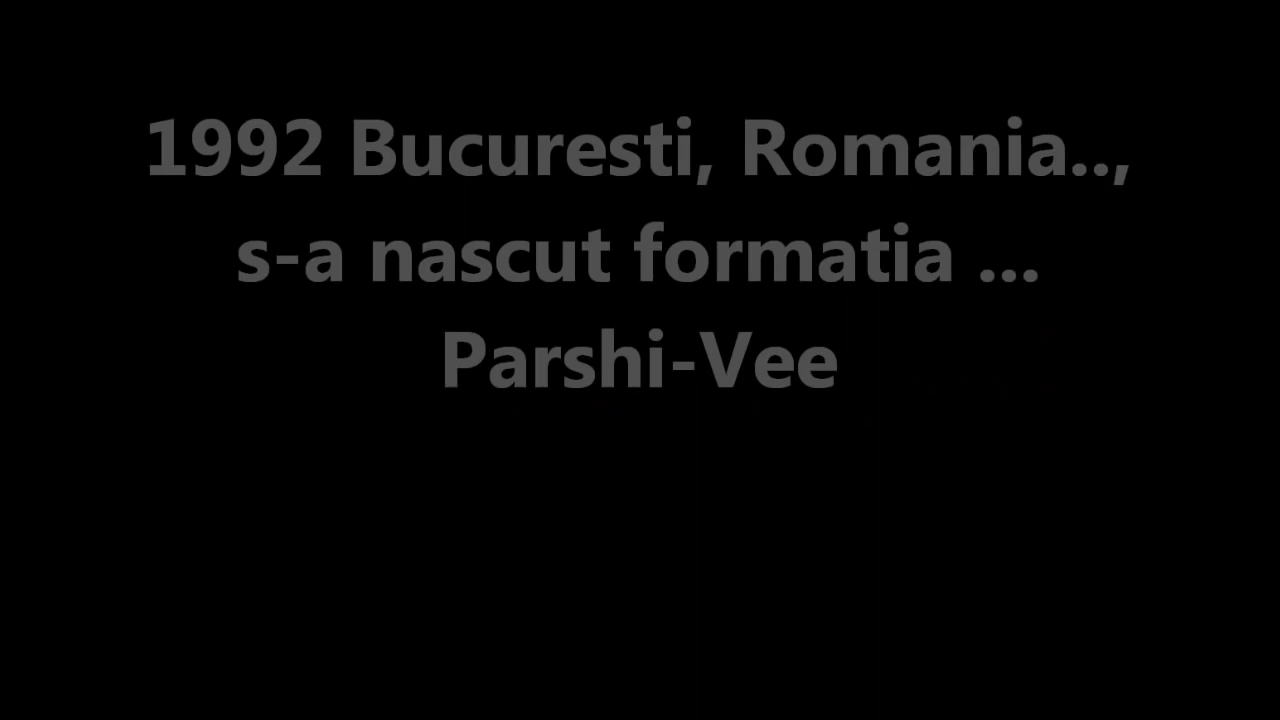 1992 Bucuresti, Romania..,
s-a nascut formatia ...
Parshi-Vee